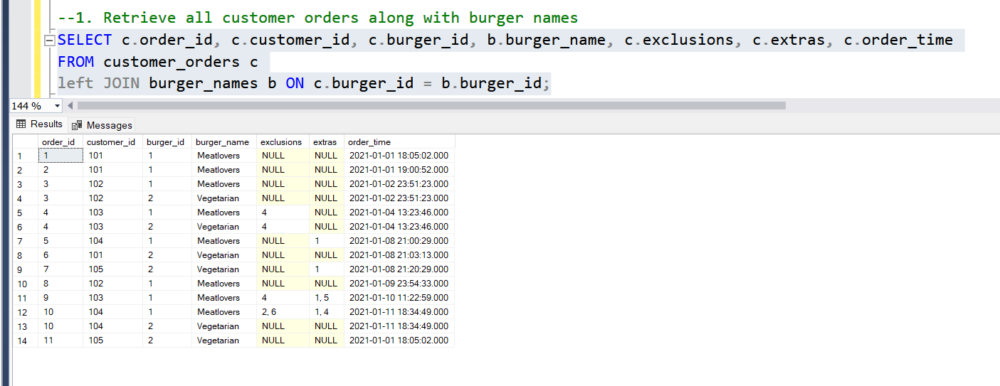 --1. Retrieve all customer orders along with burger names
SELECT c.order_id, c.customer_id, c.burger_id, b.burger_name, c.exclusions, c.extras, c.order_time
FROM customer_orders c
left JOIN burger_names b ON c.burger_id = b.burger_id;
144 %
Results Messages
order_id customer_id burger_id burger_name exclusions extras order_time
1 1 101 1 Meatlovers NULL NULL 2021-01-01 18:05:02.000
2 2 101 1 Meatlovers NULL NULL 2021-01-01 19:00:52.000
3 3 102 1 Meatlovers NULL NULL 2021-01-02 23:51:23.000
4 3 102 2 Vegetarian NULL NULL 2021-01-02 23:51:23.000
5 4 103 1 Meatlovers 4 NULL 2021-01-04 13:23:46.000
6 4 103 2 Vegetarian 4 NULL 2021-01-04 13:23:46.000
7 5 104 1 Meatlovers NULL 1 2021-01-08 21:00:29.000
8 6 101 2 Vegetarian NULL NULL 2021-01-08 21:03:13.000
9 7 105 2 Vegetarian NULL 1 2021-01-08 21:20:29.000
10 8 102 1 Meatlovers NULL NULL 2021-01-09 23:54:33.000
11 9 103 1 Meatlovers 4 1, 5 2021-01-10 11:22:59.000
12 10 104 1 Meatlovers 2, 6 1, 4 2021-01-11 18:34:49.000
13 10 104 2 Vegetarian NULL NULL 2021-01-11 18:34:49.000
14 11 105 2 Vegetarian NULL NULL 2021-01-01 18:05:02.000